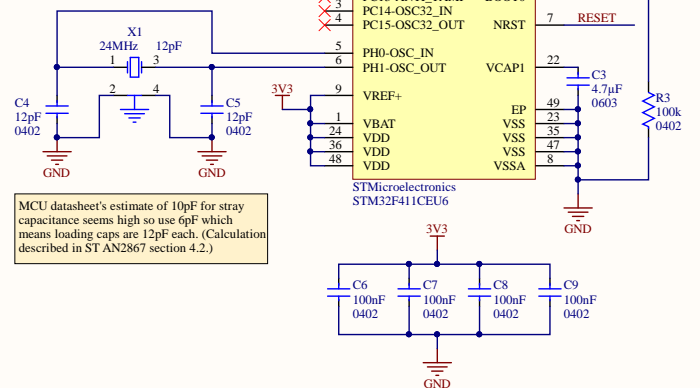 3
PC14-OSC32_IN
4
PC15-OSC32_OUT
NRST
7
RESET
X1
24MHz
12pF
1
3
5
PH0-OSC_IN
6
PH1-OSC_OUT
VCAP1
22
2
4
3V3
9
VREF+
C3
4.7µF
0603
R3
100k
0402
C4
12pF
0402
C5
12pF
0402
1
VBAT
24
VDD
36
VDD
48
VDD
EP
49
VSS
23
VSS
35
VSS
47
VSSA
8
GND
GND
GND
STMicroelectronics
STM32F411CEU6
MCU datasheet's estimate of 10pF for stray
capacitance seems high so use 6pF which
means loading caps are 12pF each. (Calculation
described in ST AN2867 section 4.2.)
3V3
C6
100nF
0402
C7
100nF
0402
C8
100nF
0402
C9
100nF
0402
GND